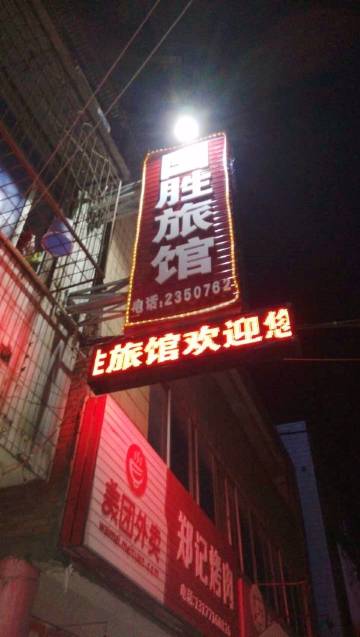 胜旅馆
电话:2350762
旅馆欢迎您
美团外卖
郑记烤肉